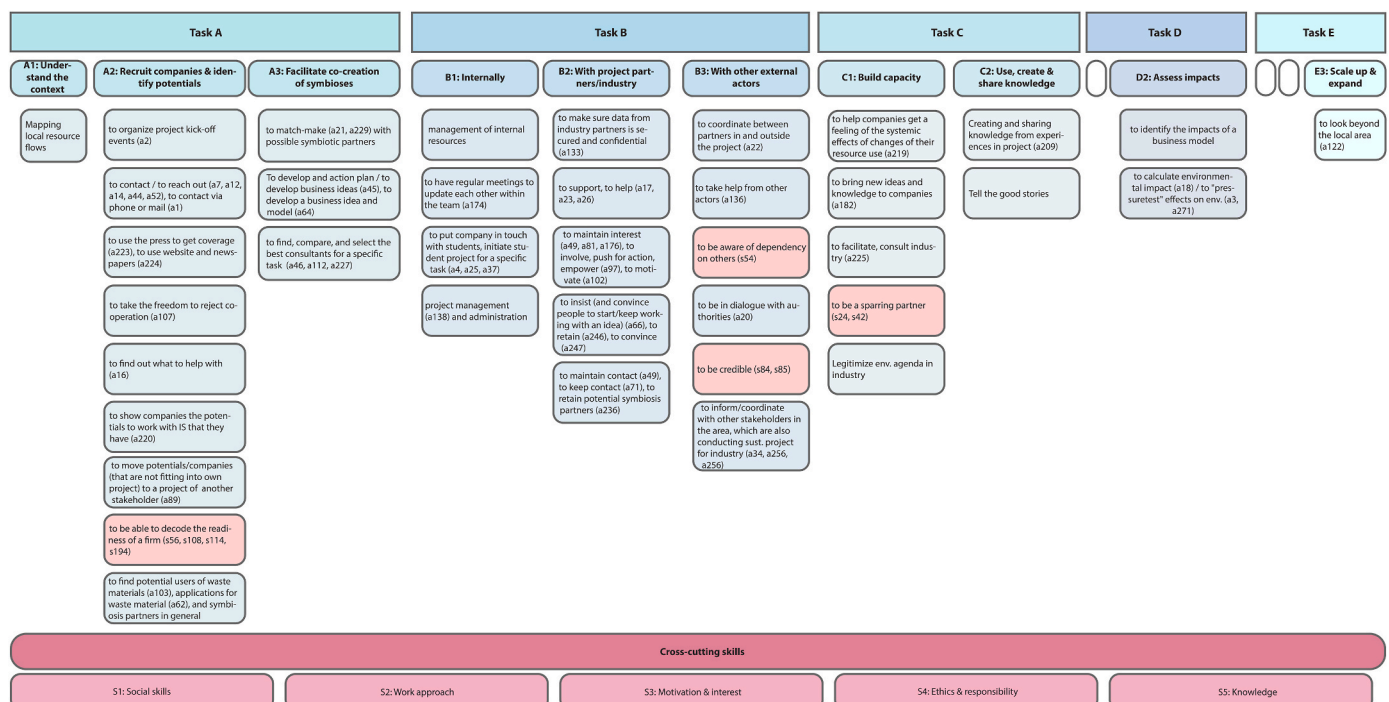 Task A
Task B
Task C
Task D
Task E
A1: Under-
stand the
context
A2: Recruit companies & iden-
tify potentials
A3: Facilitate co-creation
of symbioses
B1: Internally
B2: With project part-
ners/industry
B3: With other external
actors
C1: Build capacity
C2: Use, create &
share knowledge
D2: Assess impacts
E3: Scale up &
expand
Mapping
local resource
flows
to organize project kick-off
events (a2)
to contact / to reach out (a7, a12,
a14, a44, a52), to contact via
phone or mail (a1)
to use the press to get coverage
(a223), to use website and news-
papers (a224)
to take the freedom to reject co-
operation (a107)
to find out what to help with
(a16)
to show companies the poten-
tials to work with IS that they
have (a220)
to move potentials/companies
(that are not fitting into own
project) to a project of another
stakeholder (a89)
to be able to decode the readi-
ness of a firm (s56, s108, s114,
s194)
to find potential users of waste
materials (a103), applications for
waste material (a62), and symbi-
osis partners in general
to match-make (a21, a229) with
possible symbiotic partners
To develop and action plan / to
develop business ideas (a45), to
develop a business idea and
model (a64)
to find, compare, and select the
best consultants for a specific
task (a46, a112, a227)
management of internal
resources
to have regular meetings to
update each other within
the team (a174)
to put company in touch
with students, initiate stu-
dent project for a specific
task (a4, a25, a37)
project management
(a138) and administration
to make sure data from
industry partners is se-
cured and confidential
(a133)
to support, to help (a17,
a23, a26)
to maintain interest
(a49, a81, a176), to
involve, push for action,
empower (a97), to moti-
vate (a102)
to insist (and convince
people to start/keep work-
ing with an idea) (a66), to
retain (a246), to convince
(a247)
to maintain contact (a49),
to keep contact (a71), to
retain potential symbiosis
partners (a236)
to coordinate between
partners in and outside
the project (a22)
to take help from other
actors (a136)
to be aware of dependency
on others (s54)
to be in dialogue with au-
thorities (a20)
to be credible (s84, s85)
to inform/coordinate
with other stakeholders in
the area, which are also
conducting sust. project
for industry (a34, a256,
a256)
to help companies get a
feeling of the systemic
effects of changes of their
resource use (a219)
to bring new ideas and
knowledge to companies
(a182)
to facilitate, consult indus-
try (a225)
to be a sparring partner
(s24, s42)
Legitimize env. agenda in
industry
Creating and sharing
knowledge from experi-
ences in project (a209)
Tell the good stories
to identify the impacts of a
business model
to calculate environmen-
tal impact (a18) / to "pres-
suretest" effects on env. (a3,
a271)
to look beyond
the local area
(a122)
Cross-cutting skills
S1: Social skills
S2: Work approach
S3: Motivation & interest
S4: Ethics & responsibility
S5: Knowledge